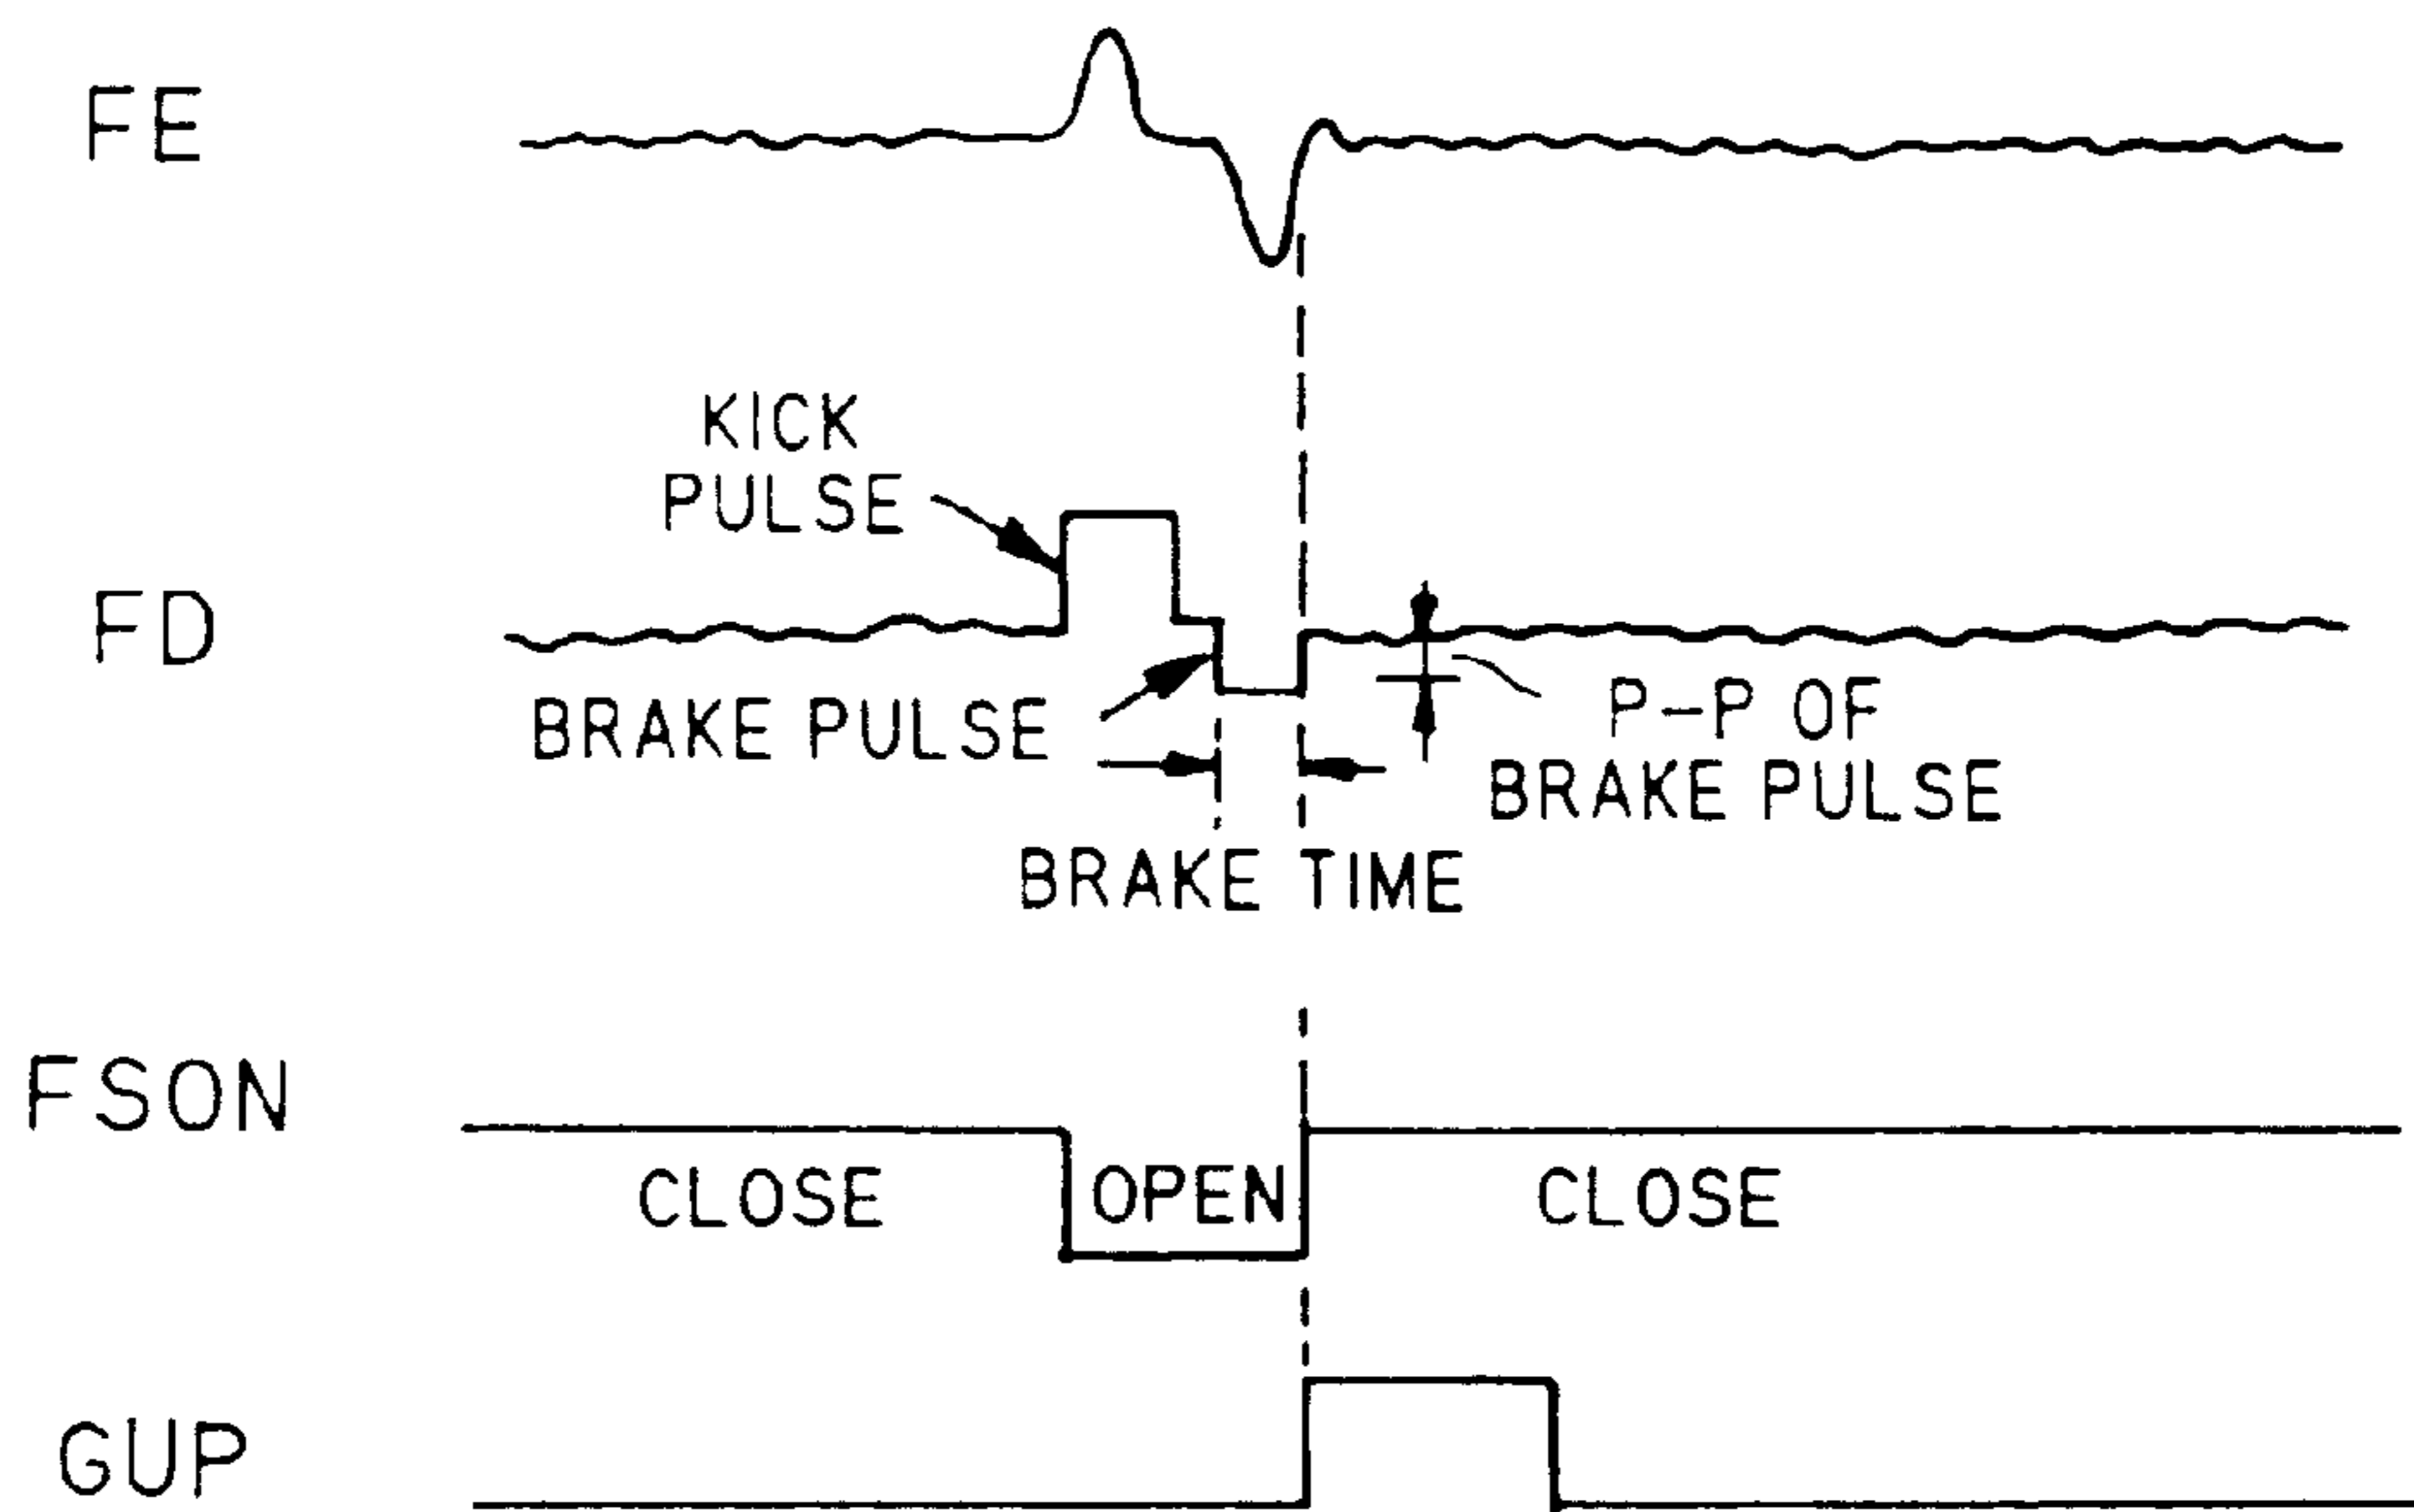 FE
KICK
PULSE
FD
BRAKE PULSE
P-P OF
BRAKE PULSE
BRAKE TIME
FSON
CLOSE
OPEN
CLOSE
GUP